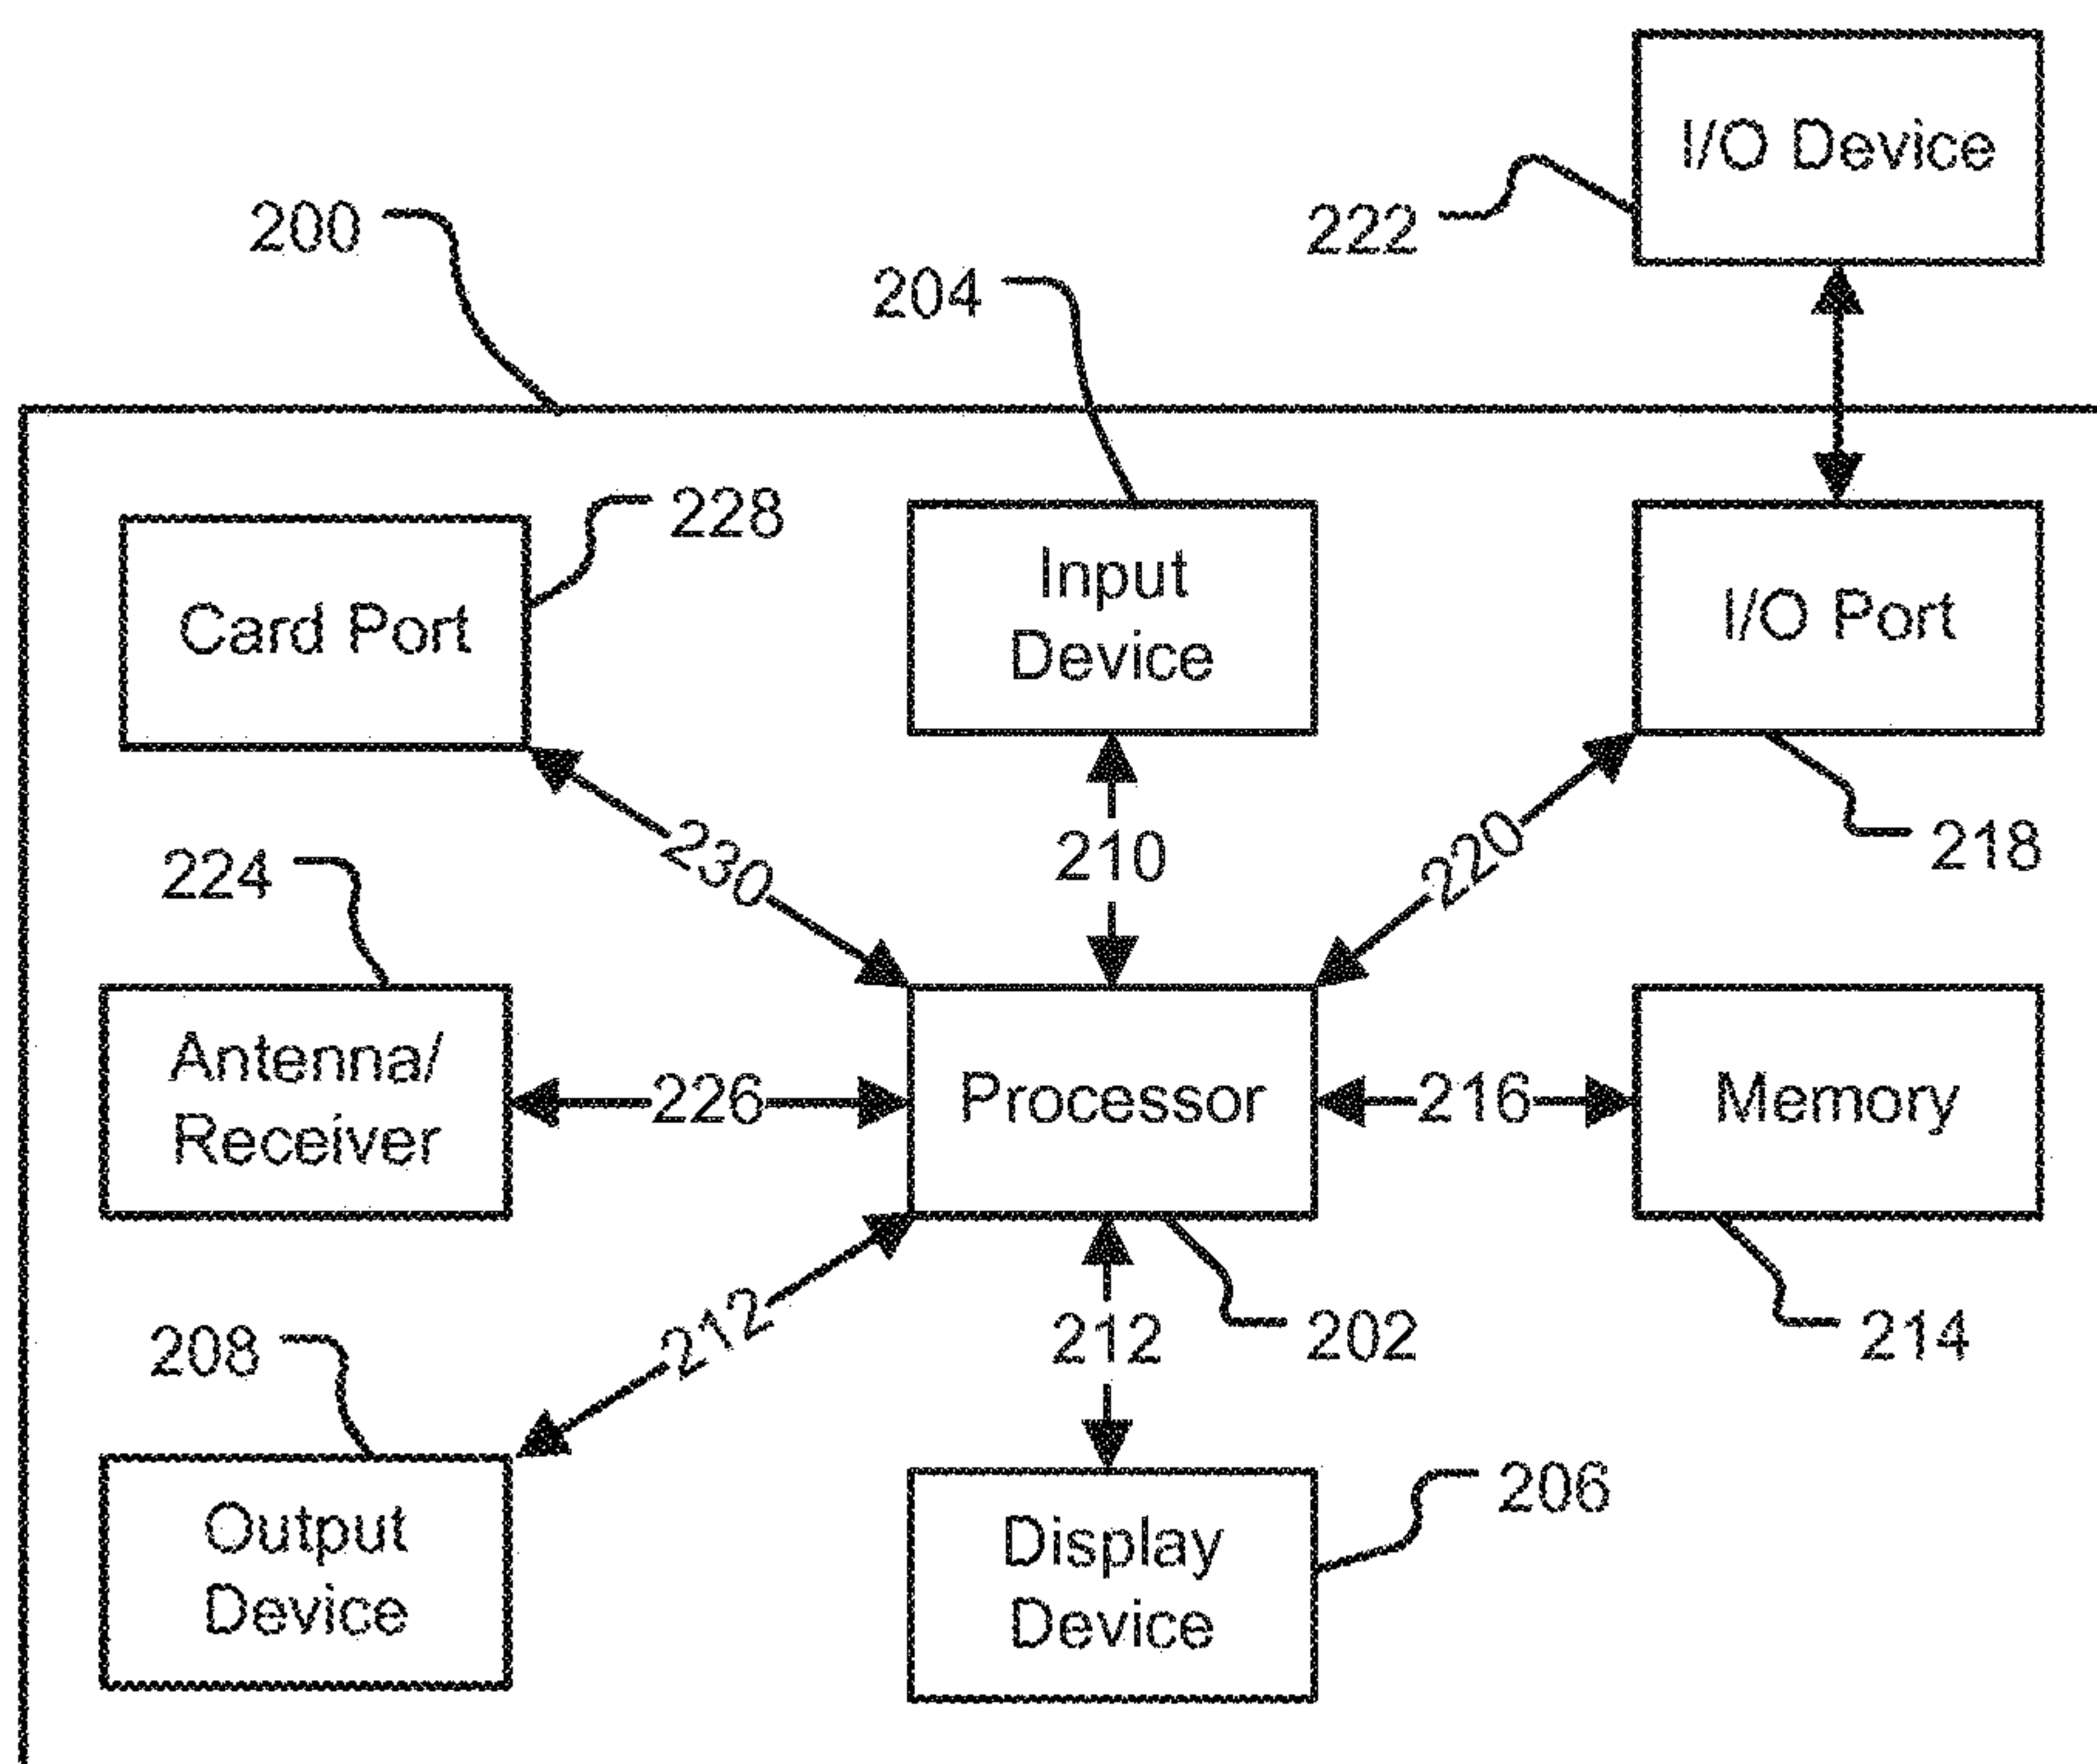 I/O Device
222
200
204
228
Card Port
Input
Device
I/O Port
230
210
220
218
224
Antenna/
Receiver
226
Processor
216
Memory
212
212
202
214
208
206
Output
Device
Display
Device